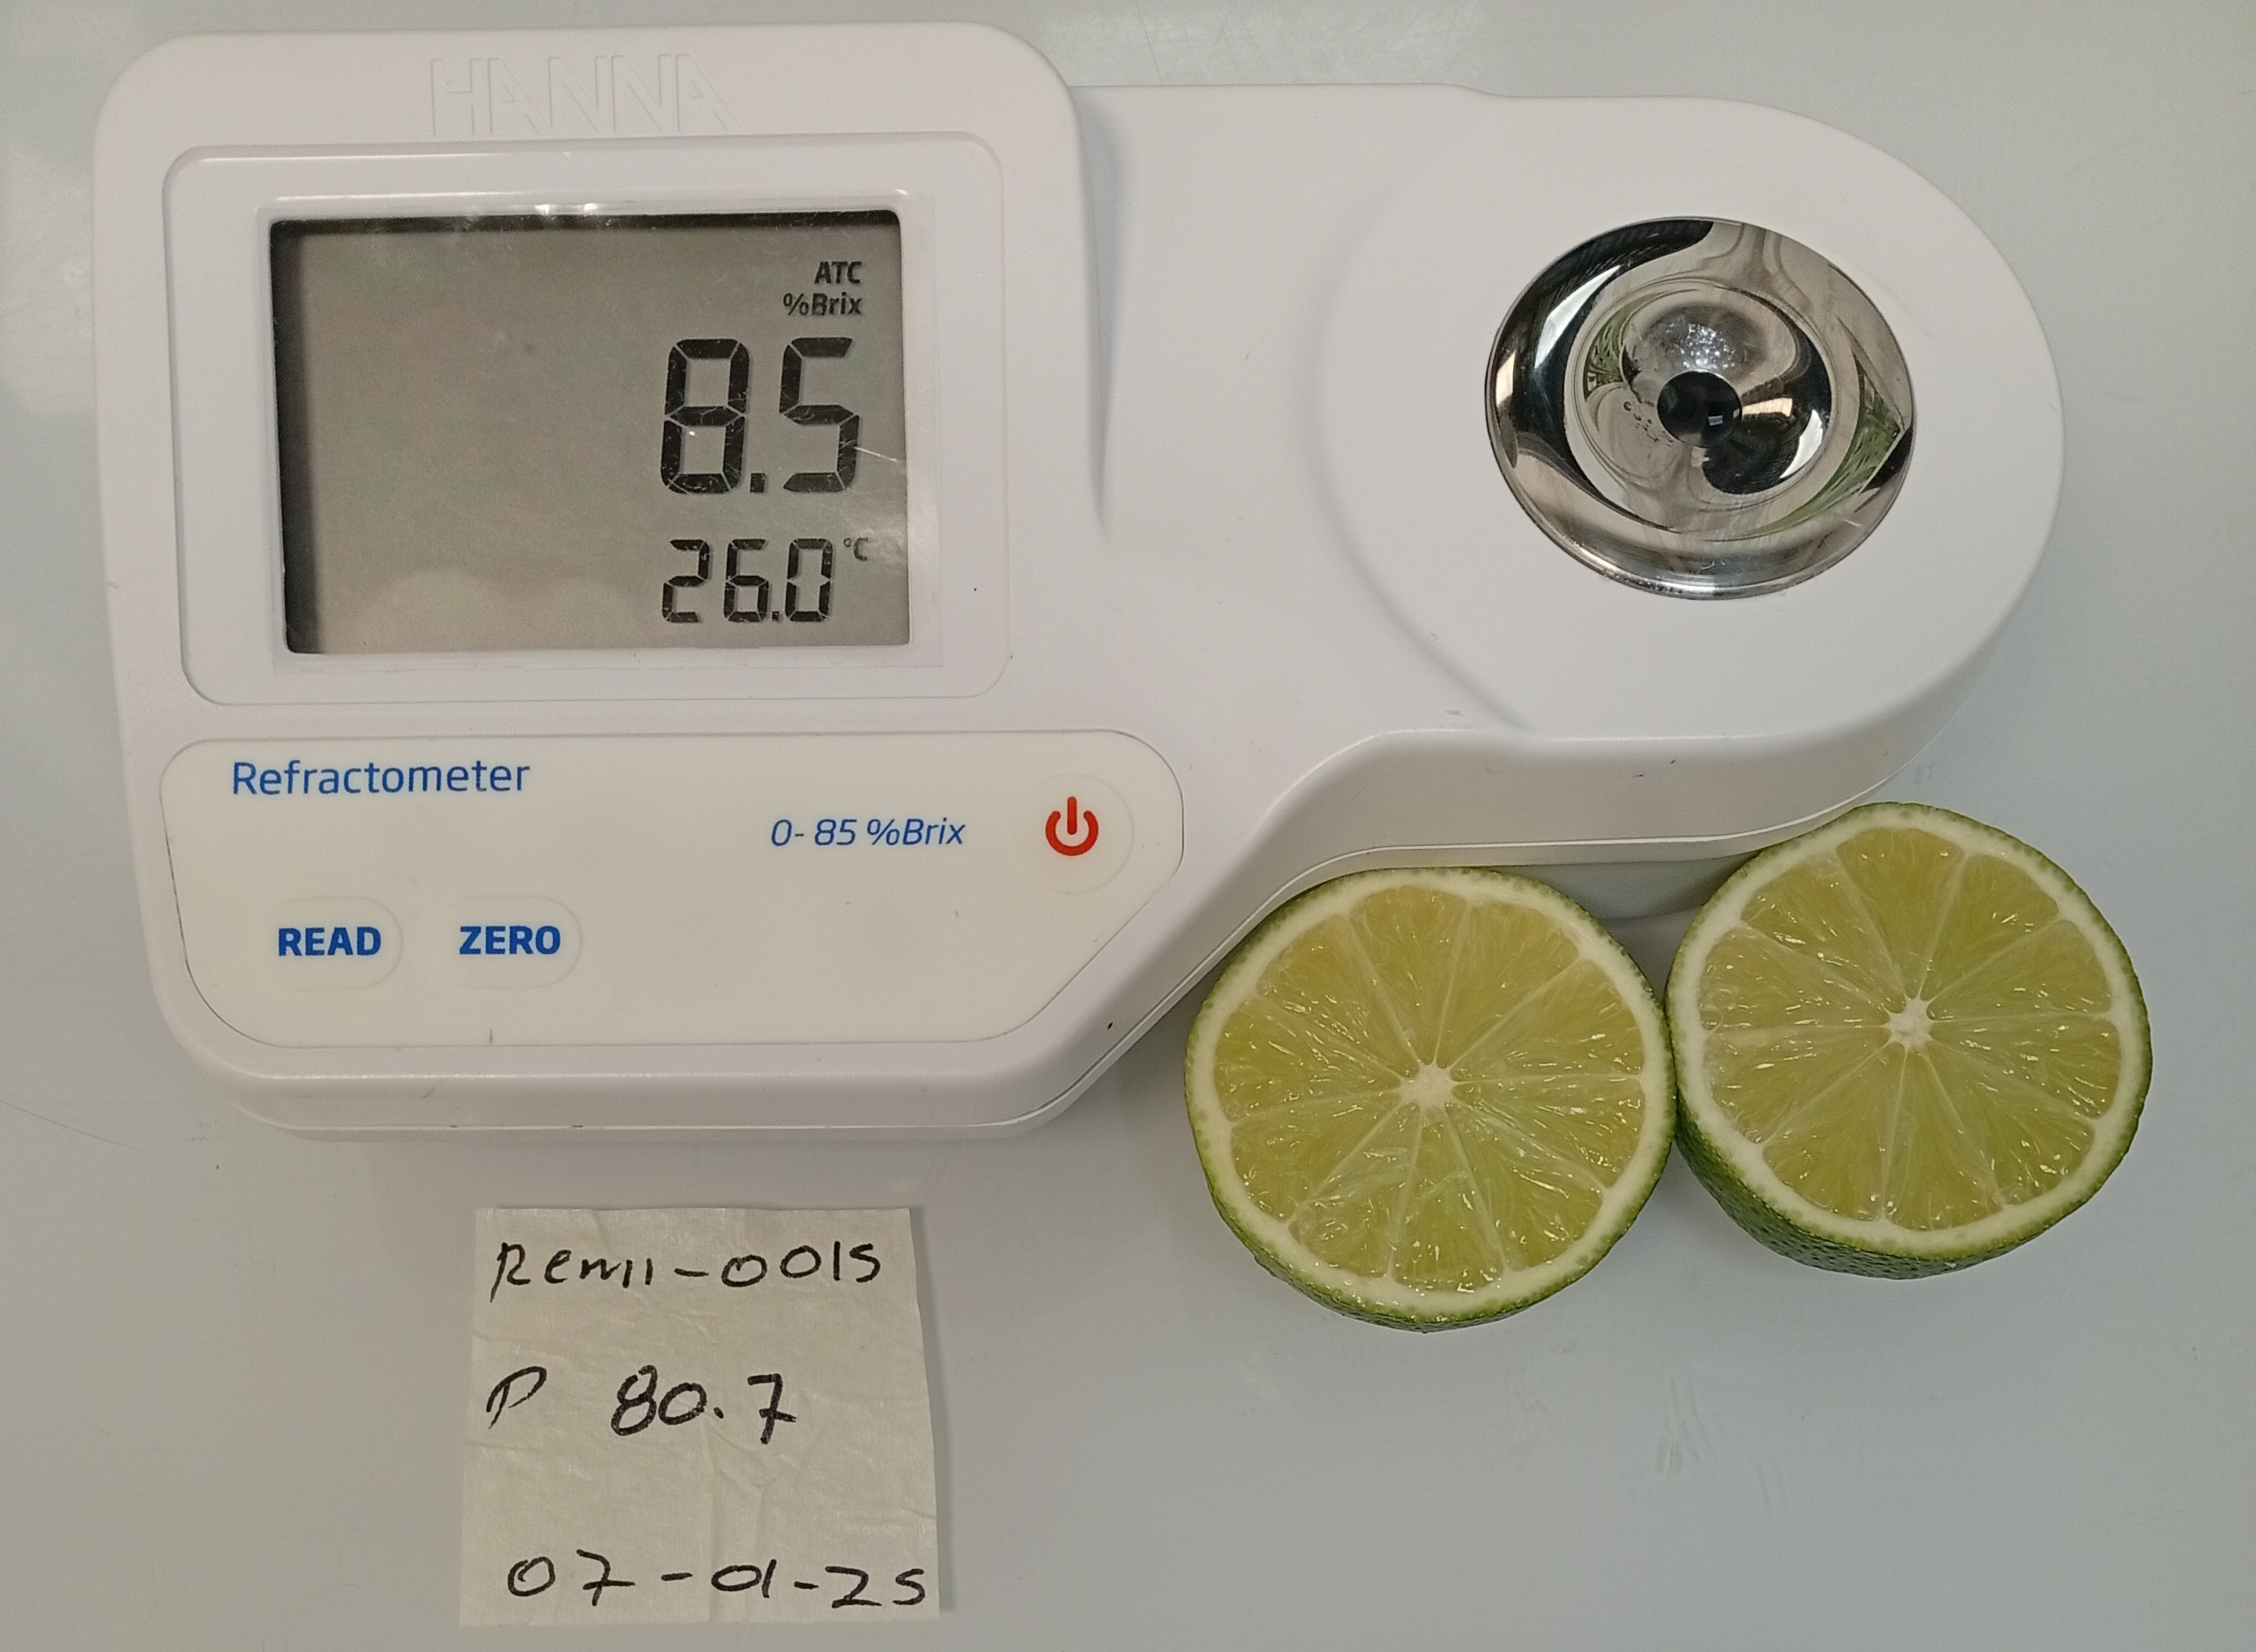 HANNA
ATC
%Brix
8.5
26.0 °C
Refractometer
0- 85 %Brix
READ ZERO
Remi-0015
P 80.7
07-01-25